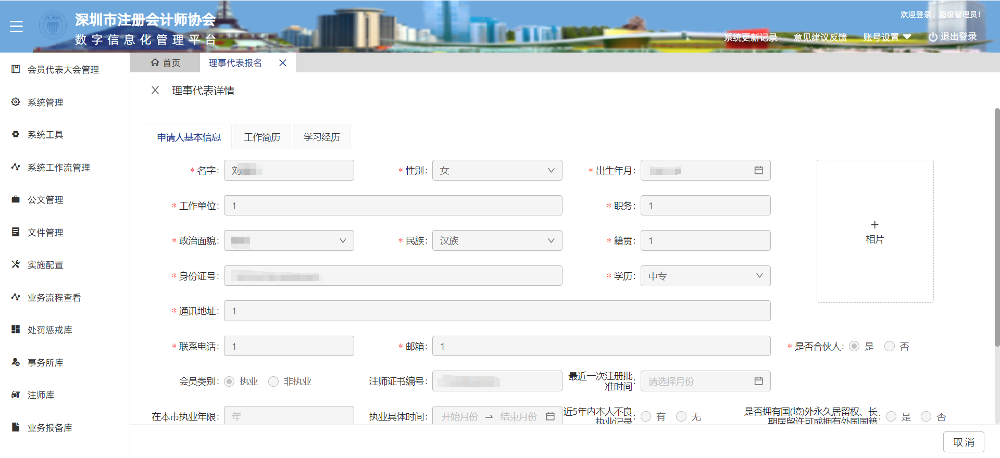 深圳市注册会计师协会
数字信息化管理平台
欢迎登录，超级管理员！
系统更新记录 意见建议反馈 账号设置 退出登录
会员代表大会管理
系统管理
系统工具
系统工作流管理
公文管理
文件管理
实施配置
业务流程查看
处罚惩戒库
事务所库
注师库
业务报备库
首页 理事代表报名
理事代表详情
申请人基本信息 工作简历 学习经历
* 名字: 刘 * 性别: 女 * 出生年月:
* 工作单位: 1 * 职务: 1
* 政治面貌: * 民族: 汉族 * 籍贯: 1
* 身份证号: * 学历: 中专
* 通讯地址: 1
* 联系电话: 1 * 邮箱: 1 * 是否合伙人: 是 否
+
相片
会员类别: 执业 非执业 注师证书编号: 最近一次注册批
准时间: 请选择月份
在本市执业年限: 年 执业具体时间: 开始月份 → 结束月份 近5年内本人不良
执业记录: 有 无 是否拥有国(境)外永久居留权、长
期居留许可或拥有外国国籍: 是 否
取 消